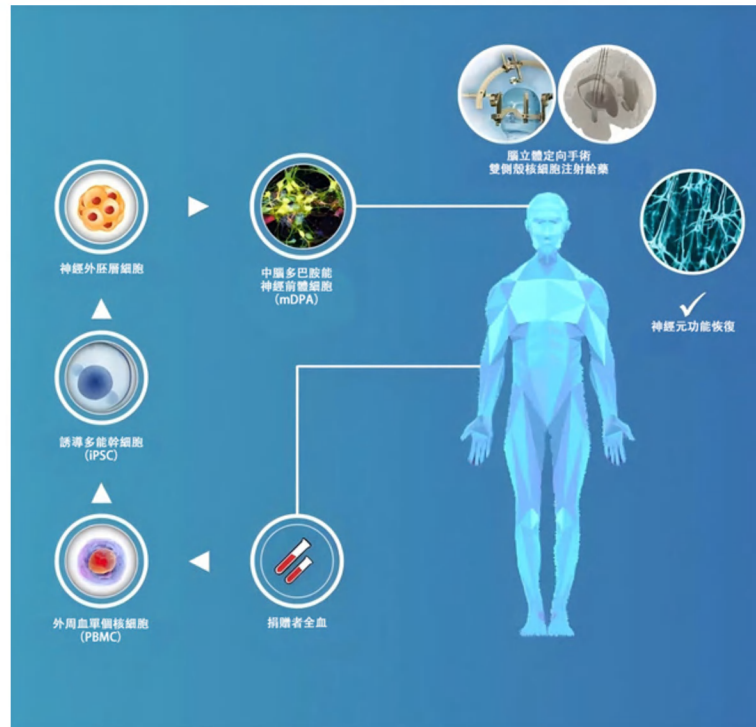 腦立體定向手術
雙側殼核細胞注射給藥
神經外胚層細胞
中腦多巴胺能
神經前體細胞
(mDPA)
神經元功能恢復
誘導多能幹細胞
(iPSC)
外周血單個核細胞
(PBMC)
捐贈者全血